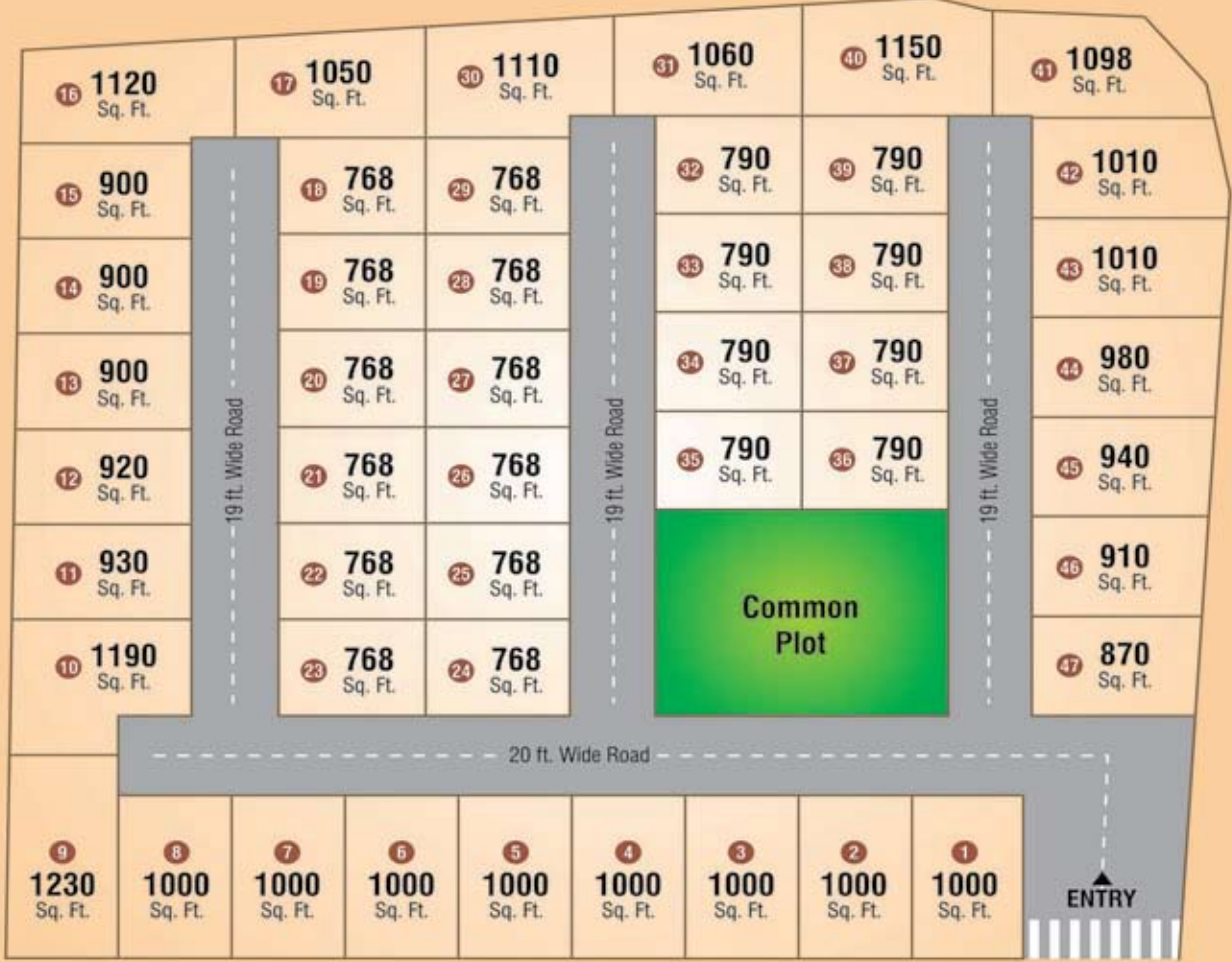 16 1120
Sq. Ft.
17 1050
Sq. Ft.
30 1110
Sq. Ft.
31 1060
Sq. Ft.
40 1150
Sq. Ft.
41 1098
Sq. Ft.
15 900
Sq. Ft.
18 768
Sq. Ft.
29 768
Sq. Ft.
32 790
Sq. Ft.
39 790
Sq. Ft.
42 1010
Sq. Ft.
14 900
Sq. Ft.
19 768
Sq. Ft.
28 768
Sq. Ft.
33 790
Sq. Ft.
38 790
Sq. Ft.
43 1010
Sq. Ft.
13 900
Sq. Ft.
20 768
Sq. Ft.
27 768
Sq. Ft.
34 790
Sq. Ft.
37 790
Sq. Ft.
44 980
Sq. Ft.
12 920
Sq. Ft.
19 ft. Wide Road
21 768
Sq. Ft.
26 768
Sq. Ft.
19 ft. Wide Road
35 790
Sq. Ft.
36 790
Sq. Ft.
19 ft. Wide Road
45 940
Sq. Ft.
11 930
Sq. Ft.
22 768
Sq. Ft.
25 768
Sq. Ft.
Common
Plot
46 910
Sq. Ft.
10 1190
Sq. Ft.
23 768
Sq. Ft.
24 768
Sq. Ft.
47 870
Sq. Ft.
20 ft. Wide Road
9
1230
Sq. Ft.
8
1000
Sq. Ft.
7
1000
Sq. Ft.
6
1000
Sq. Ft.
5
1000
Sq. Ft.
4
1000
Sq. Ft.
3
1000
Sq. Ft.
2
1000
Sq. Ft.
1
1000
Sq. Ft.
ENTRY